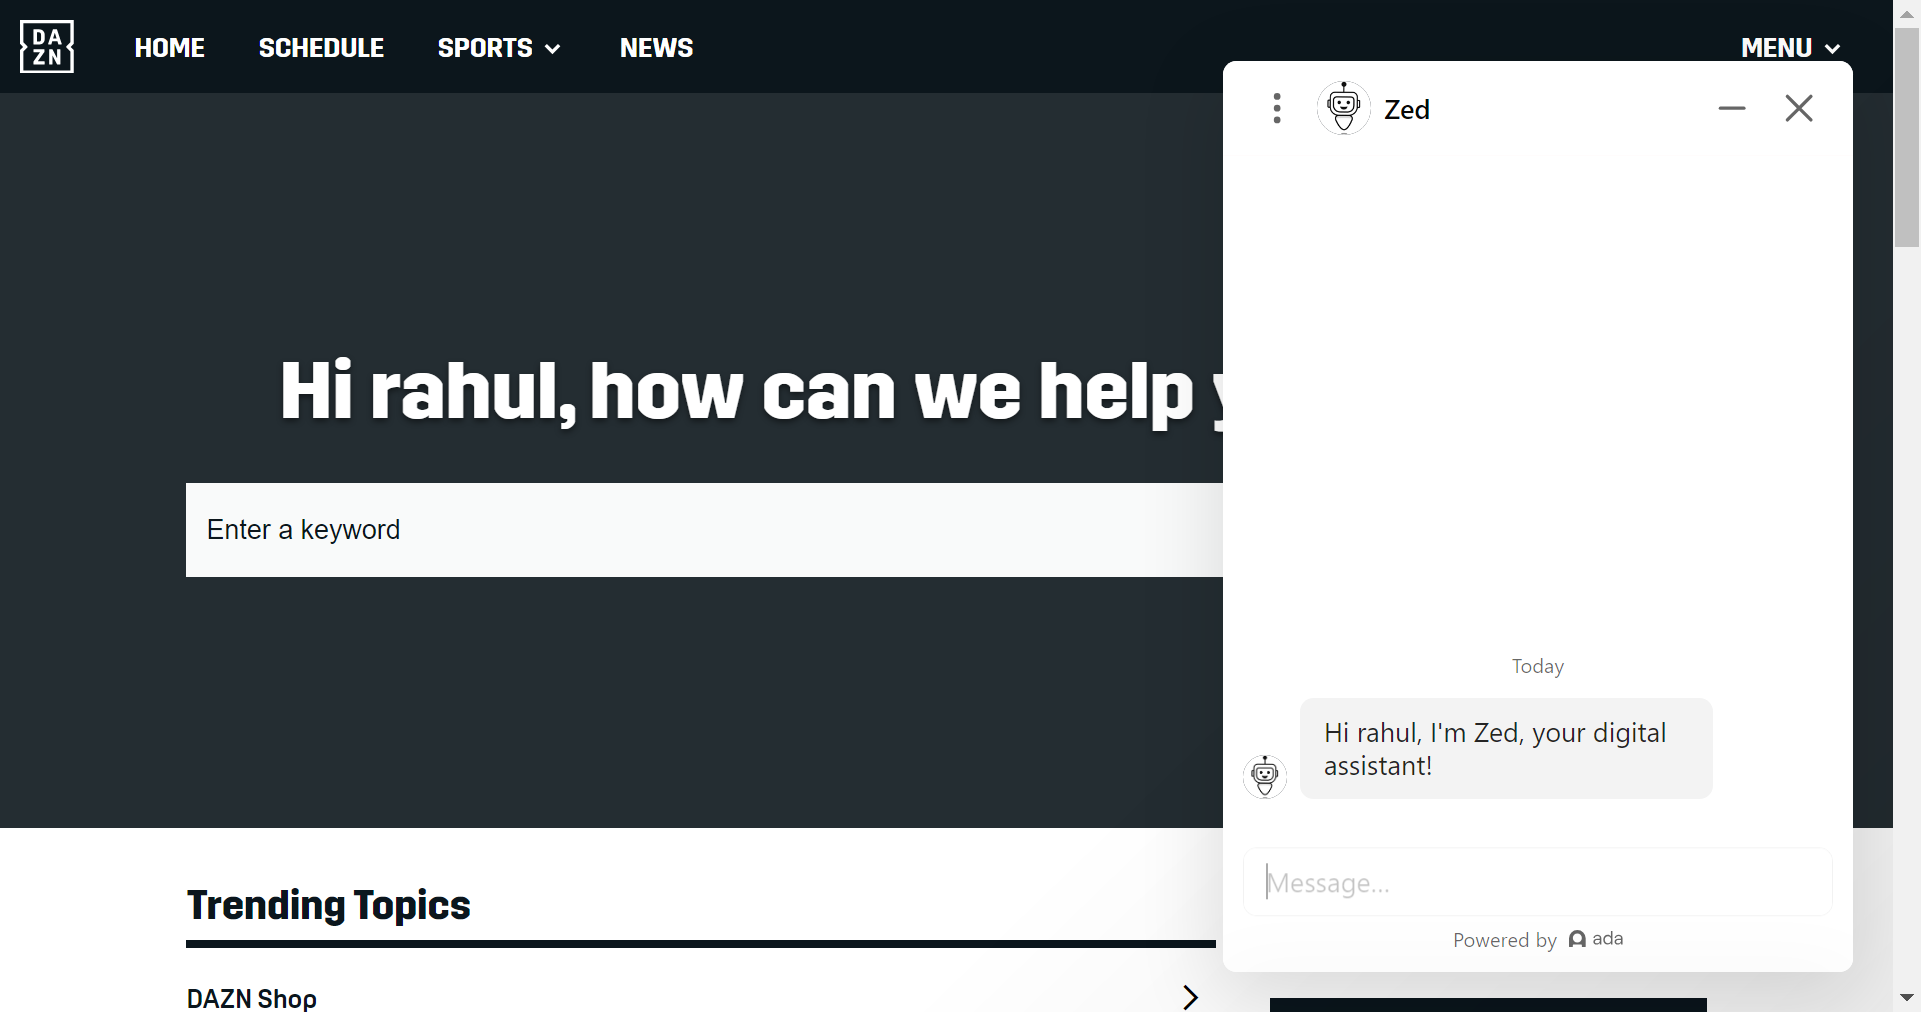 DA
ZN
HOME
SCHEDULE
SPORTS
NEWS
MENU
Hi rahul, how can we help
Enter a keyword
Trending Topics
DAZN Shop
Zed
Today
Hi rahul, I'm Zed, your digital
assistant!
Message...
Powered by ada